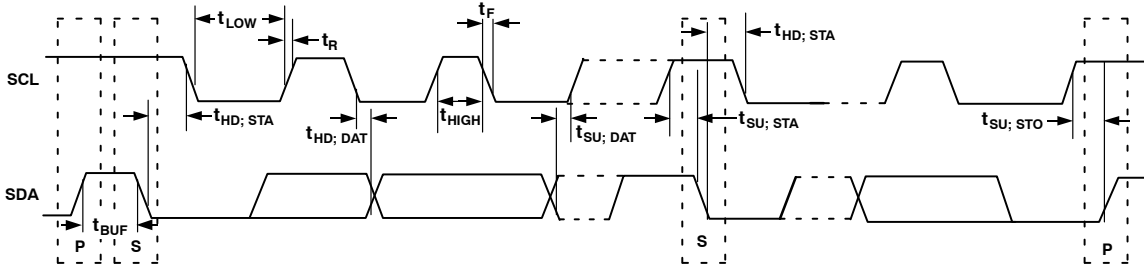 tLOW
tR
tF
tHD; STA
SCL
tHD; STA
tHD; DAT
tHIGH
tSU; DAT
tSU; STA
tSU; STO
SDA
tBUF
P
S
S
P